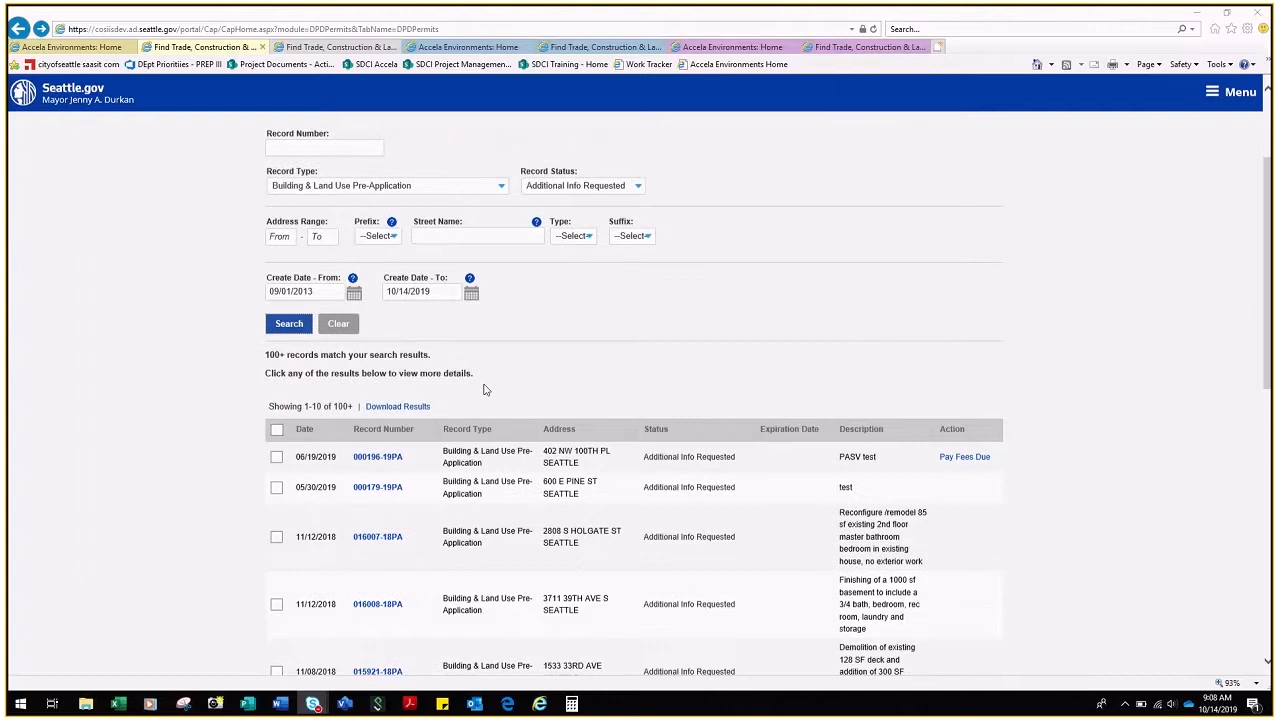 https://cosiisdev.ad.seattle.gov/portal/Cap/CapHome.aspx?module=DPDPermits&TabName=DPDPermits
Search...
Accela Environments: Home
Find Trade, Construction & ...
Find Trade, Construction & La...
Accela Environments: Home
Find Trade, Construction & La...
Accela Environments: Home
Find Trade, Construction & La...
cityofseattle saasit com
DEpt Priorities - PREP III
Project Documents - Acti...
SDCI Accela
SDCI Project Managemen...
SDCI Training - Home
Work Tracker
Accela Environments Home
Page
Safety
Tools
Seattle.gov
Mayor Jenny A. Durkan
Menu
Record Number:
Record Type:
Record Status:
Building & Land Use Pre-Application
Additional Info Requested
Address Range:
Prefix:
Street Name:
Type:
Suffix:
From - To
--Select
--Select
--Select
Create Date - From:
Create Date - To:
09/01/2013
10/14/2019
Search
Clear
100+ records match your search results.
Click any of the results below to view more details.
Showing 1-10 of 100+ | Download Results
Date Record Number Record Type Address Status Expiration Date Description Action
06/19/2019 000196-19PA Building & Land Use Pre-
Application 402 NW 100TH PL
SEATTLE Additional Info Requested PASV test Pay Fees Due
05/30/2019 000179-19PA Building & Land Use Pre-
Application 600 E PINE ST
SEATTLE Additional Info Requested test
11/12/2018 016007-18PA Building & Land Use Pre-
Application 2808 S HOLGATE ST
SEATTLE Additional Info Requested Reconfigure /remodel 85
sf existing 2nd floor
master bathroom
bedroom in existing
house, no exterior work
11/12/2018 016008-18PA Building & Land Use Pre-
Application 3711 39TH AVE S
SEATTLE Additional Info Requested Finishing of a 1000 sf
basement to include a
3/4 bath, bedroom, rec
room, laundry and
storage
11/08/2018 015921-18PA Building & Land Use Pre- 1533 33RD AVE Additional Info Requested Demolition of existing
128 SF deck and
addition of 300 SF
93%
9:08 AM
10/14/2019